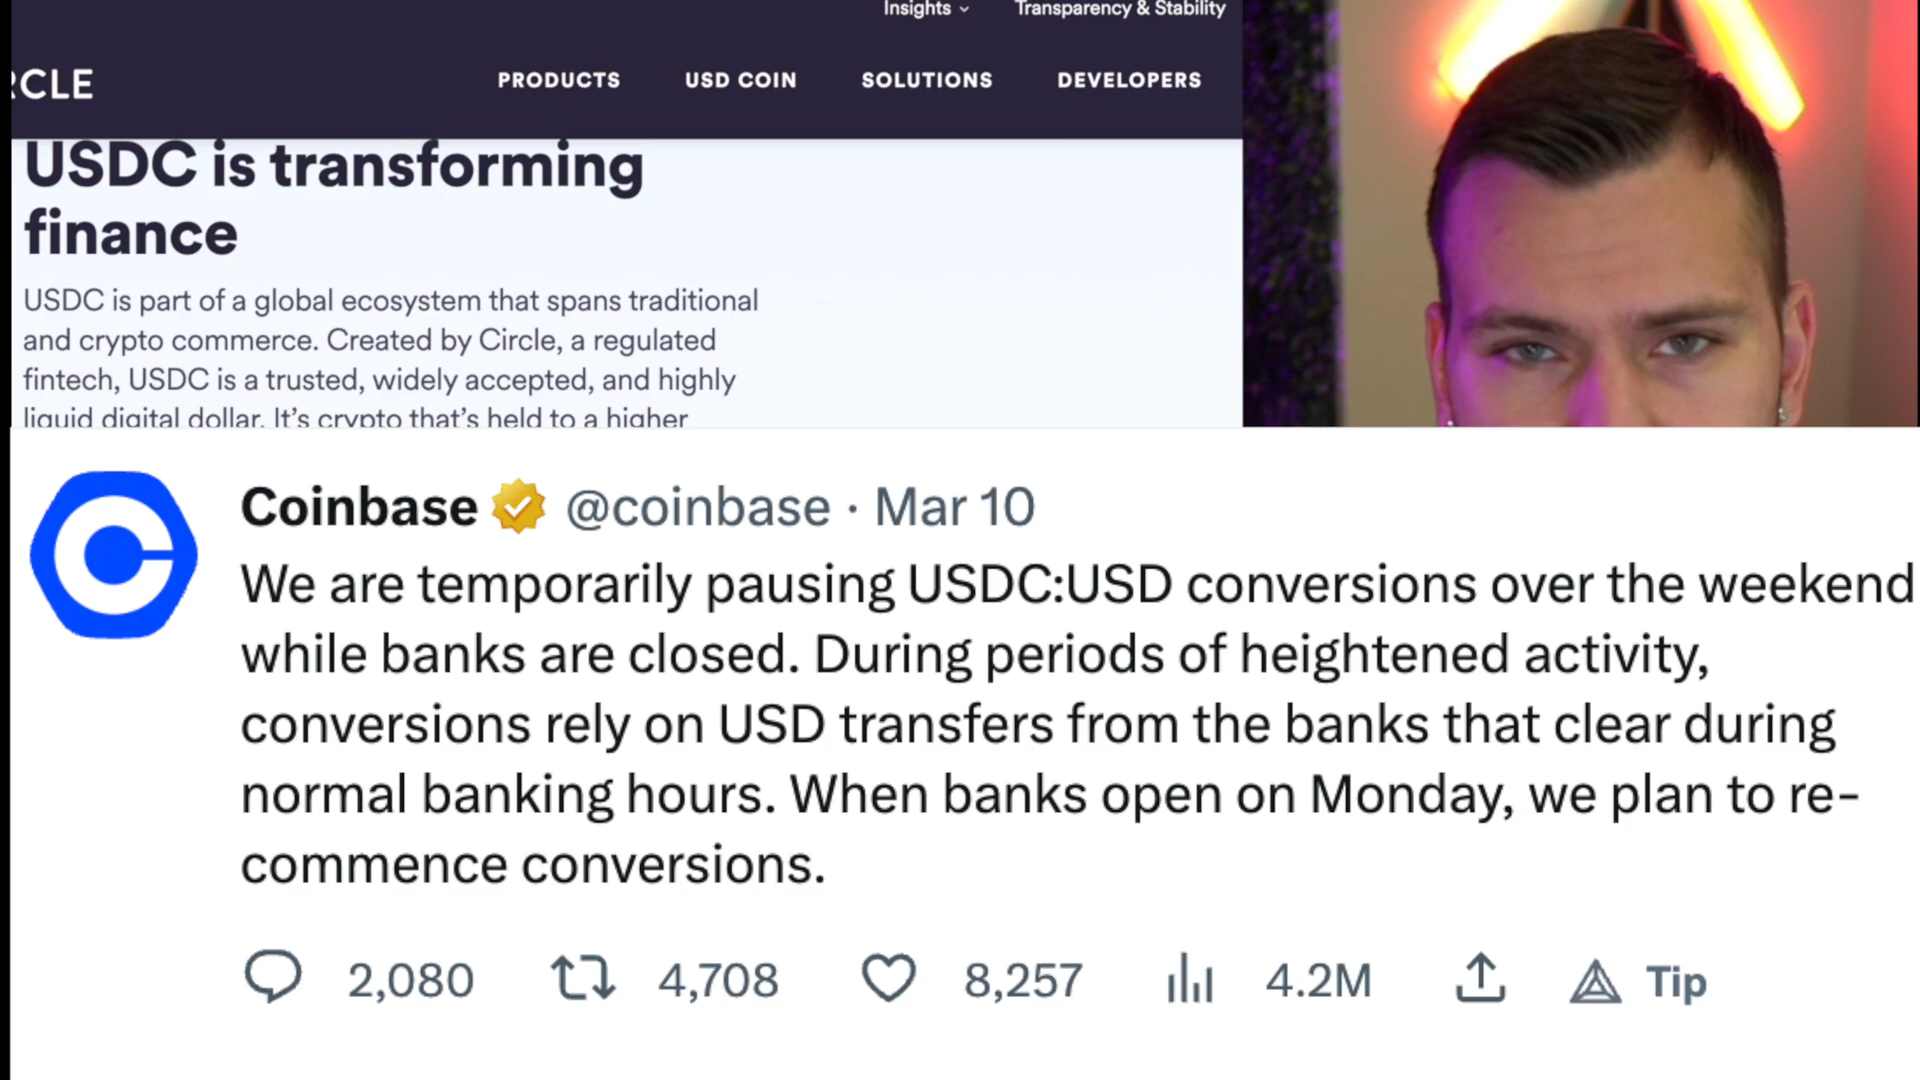 Insights
Transparency & Stability
CLE
PRODUCTS
USD COIN
SOLUTIONS
DEVELOPERS
USDC is transforming
finance
USDC is part of a global ecosystem that spans traditional
and crypto commerce. Created by Circle, a regulated
fintech, USDC is a trusted, widely accepted, and highly
liquid digital dollar. It’s crypto that’s held to a higher
Coinbase @coinbase · Mar 10
We are temporarily pausing USDC:USD conversions over the weekend
while banks are closed. During periods of heightened activity,
conversions rely on USD transfers from the banks that clear during
normal banking hours. When banks open on Monday, we plan to re-
commence conversions.
2,080
4,708
8,257
4.2M
Tip